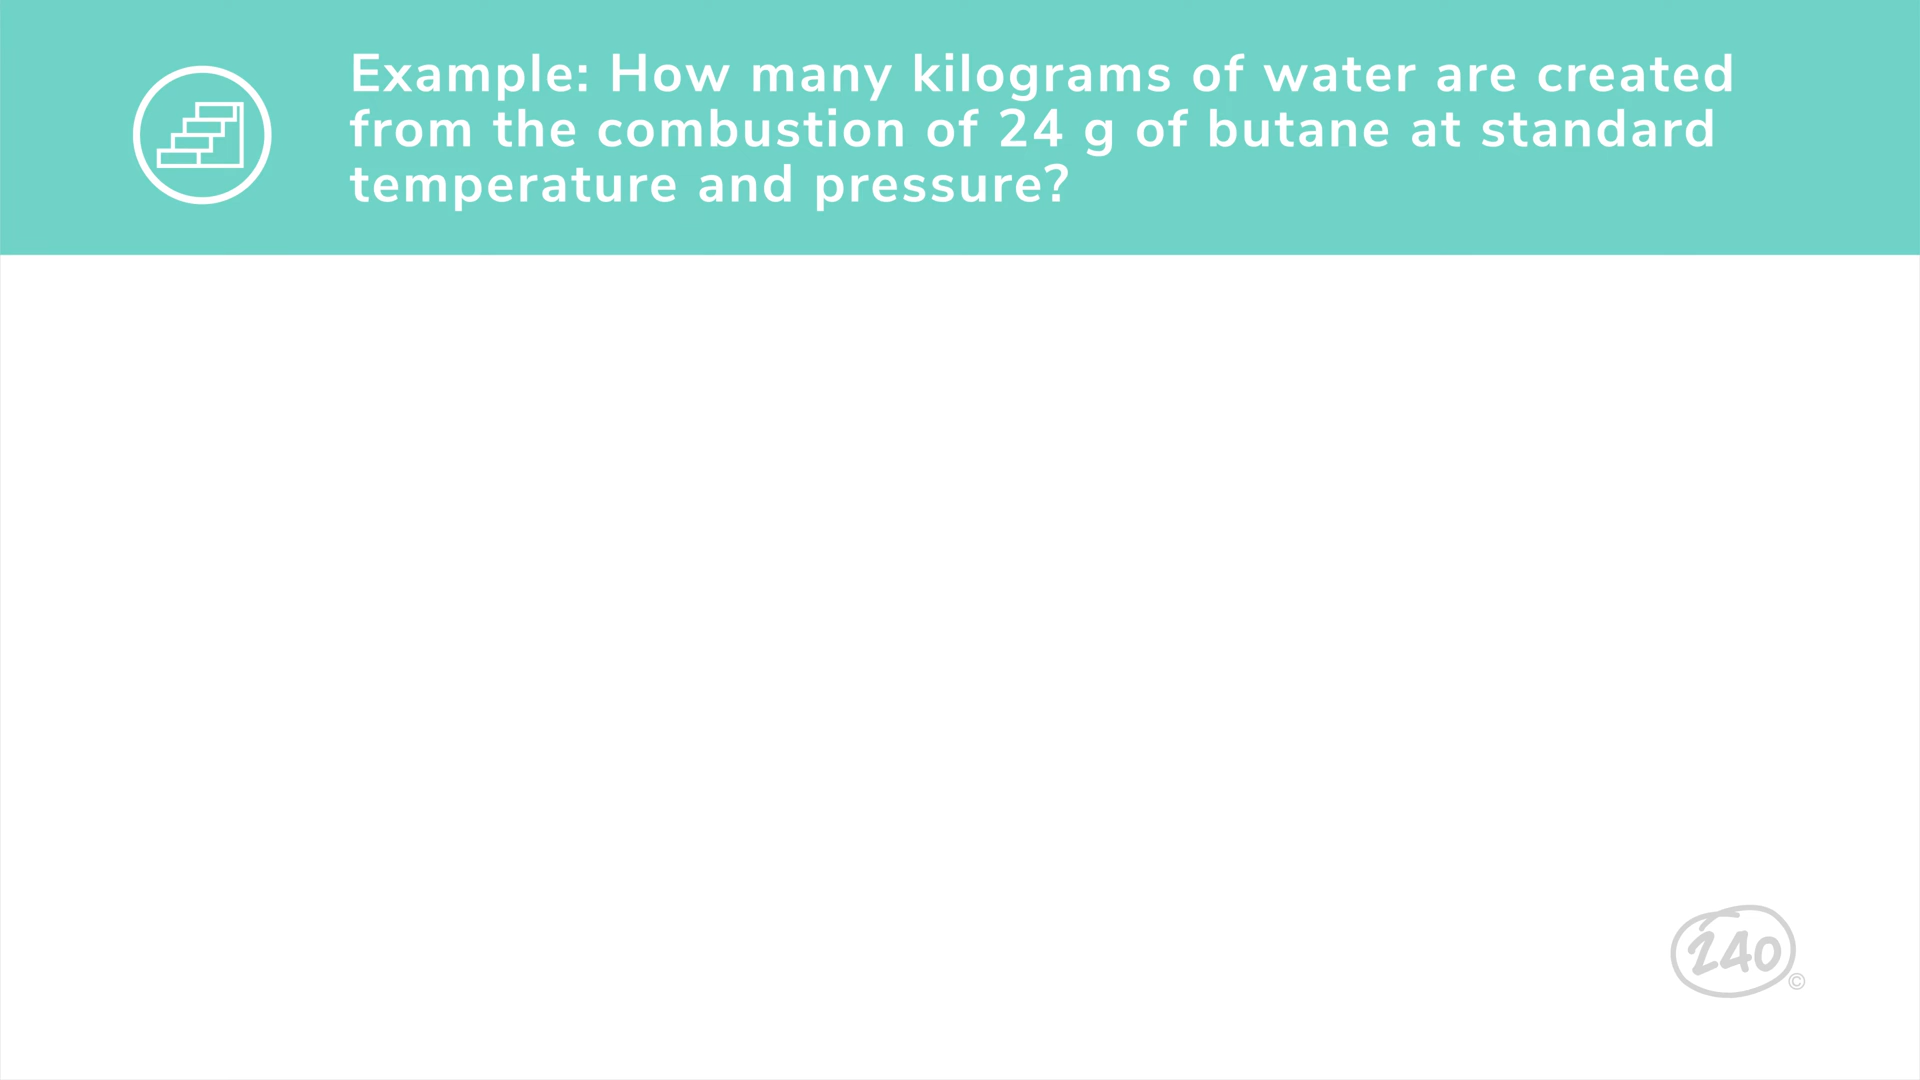 Example: How many kilograms of water are created
from the combustion of 24 g of butane at standard
temperature and pressure?
240
©